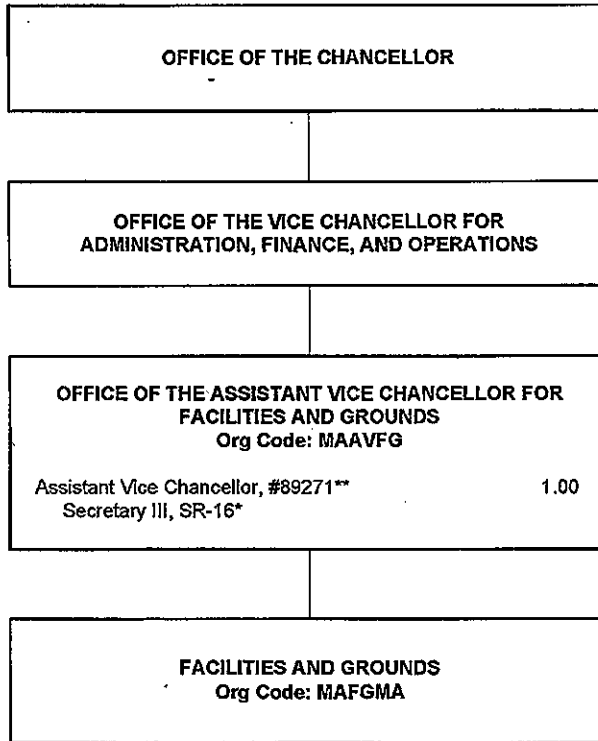 OFFICE OF THE CHANCELLOR
OFFICE OF THE VICE CHANCELLOR FOR
ADMINISTRATION, FINANCE, AND OPERATIONS
OFFICE OF THE ASSISTANT VICE CHANCELLOR FOR
FACILITIES AND GROUNDS
Org Code: MAAVFG
Assistant Vice Chancellor, #89271** 1.00
Secretary III, SR-16*
FACILITIES AND GROUNDS
Org Code: MAFGMA